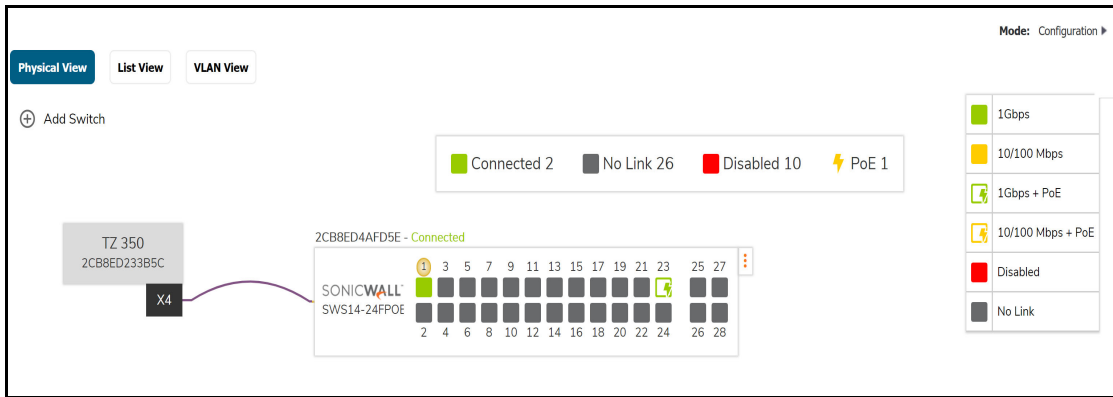 Mode: Configuration
Physical View List View VLAN View
Add Switch
1Gbps
10/100 Mbps
1Gbps + PoE
10/100 Mbps + PoE
Disabled
No Link
Connected 2 No Link 26 Disabled 10 PoE 1
TZ 350
2CB8ED233B5C
X4
2CB8ED4AFD5E - Connected
1 3 5 7 9 11 13 15 17 19 21 23 25 27
SONICWALL
SWS14-24FPOE
2 4 6 8 10 12 14 16 18 20 22 24 26 28